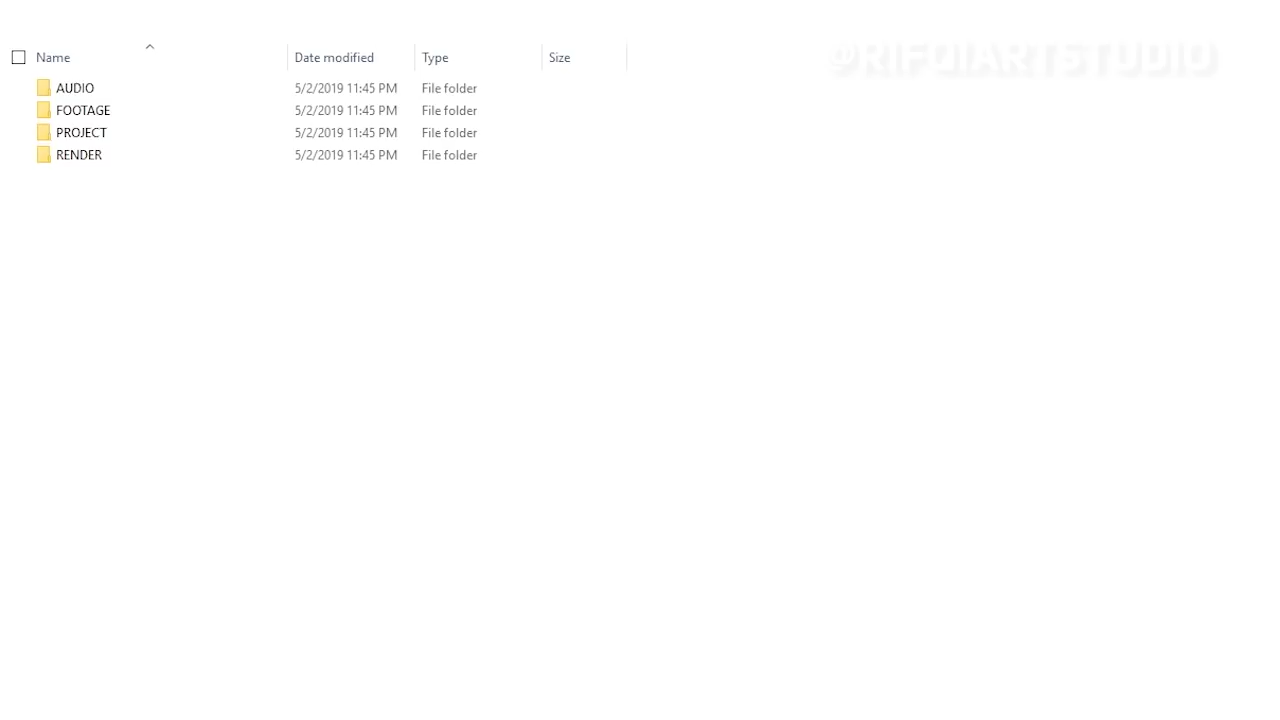 @RIFQIARTSTUDIO
Name Date modified Type Size
AUDIO 5/2/2019 11:45 PM File folder
FOOTAGE 5/2/2019 11:45 PM File folder
PROJECT 5/2/2019 11:45 PM File folder
RENDER 5/2/2019 11:45 PM File folder